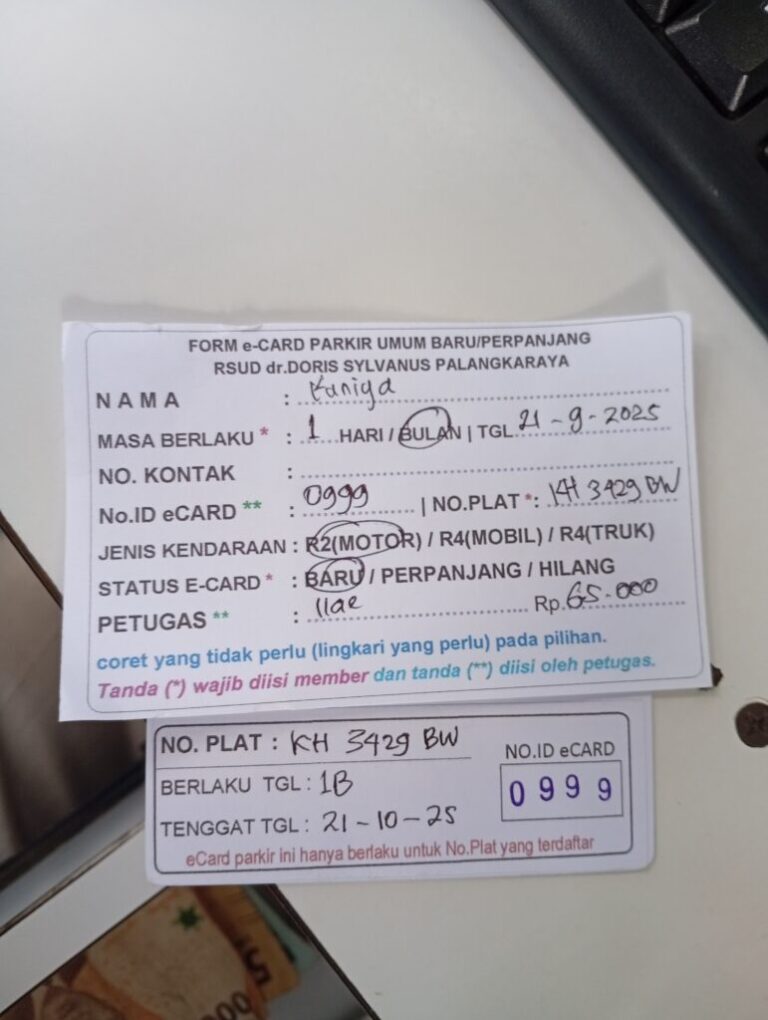 FORM e-CARD PARKIR UMUM BARU/PERPANJANG
RSUD dr.DORIS SYLVANUS PALANGKARAYA
N A M A : Kaniya
MASA BERLAKU * : 1 HARI / BULAN | TGL 21 - 9 - 2025
NO. KONTAK :
No.ID eCARD ** : 0999 | NO.PLAT *: KH 3429 BW
JENIS KENDARAAN : R2(MOTOR) / R4(MOBIL) / R4(TRUK)
STATUS E-CARD * : BARU / PERPANJANG / HILANG
PETUGAS ** : Rp. 65.000
coret yang tidak perlu (lingkari yang perlu) pada pilihan.
Tanda (*) wajib diisi member dan tanda (**) diisi oleh petugas.
NO. PLAT : KH 3429 BW
BERLAKU TGL : 1B
TENGGAT TGL : 21 - 10 - 25
NO.ID eCARD
0999
eCard parkir ini hanya berlaku untuk No.Plat yang terdaftar